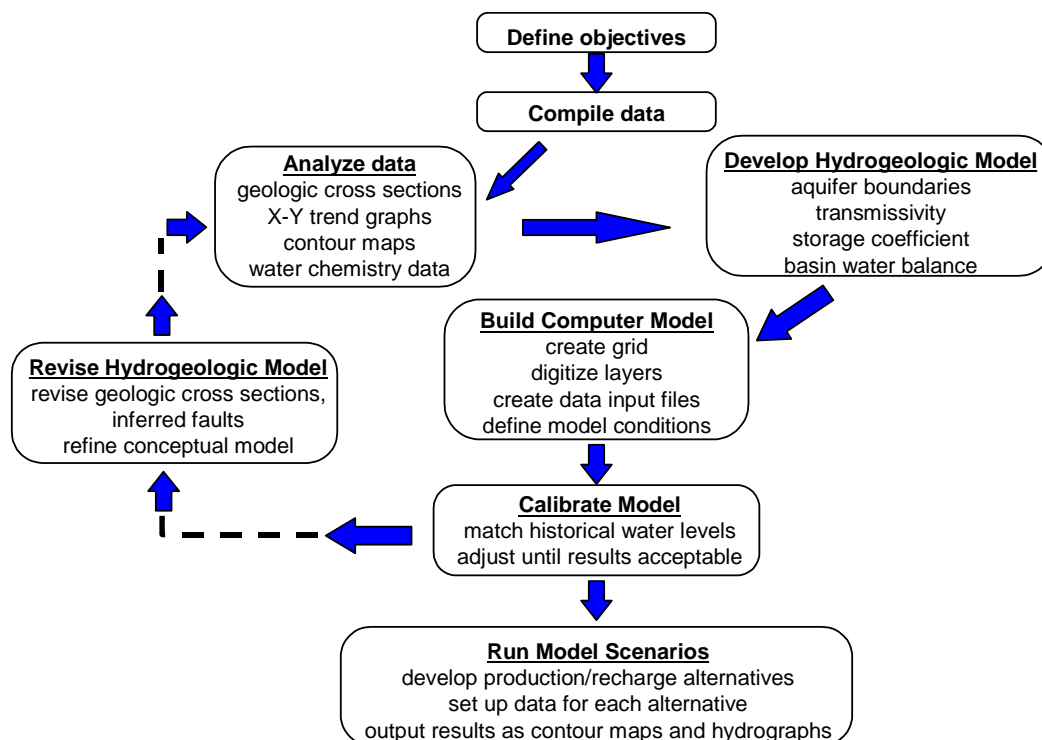 Define objectives
Compile data
Analyze data
geologic cross sections
X-Y trend graphs
contour maps
water chemistry data
Develop Hydrogeologic Model
aquifer boundaries
transmissivity
storage coefficient
basin water balance
Build Computer Model
create grid
digitize layers
create data input files
define model conditions
Calibrate Model
match historical water levels
adjust until results acceptable
Revise Hydrogeologic Model
revise geologic cross sections,
inferred faults
refine conceptual model
Run Model Scenarios
develop production/recharge alternatives
set up data for each alternative
output results as contour maps and hydrographs